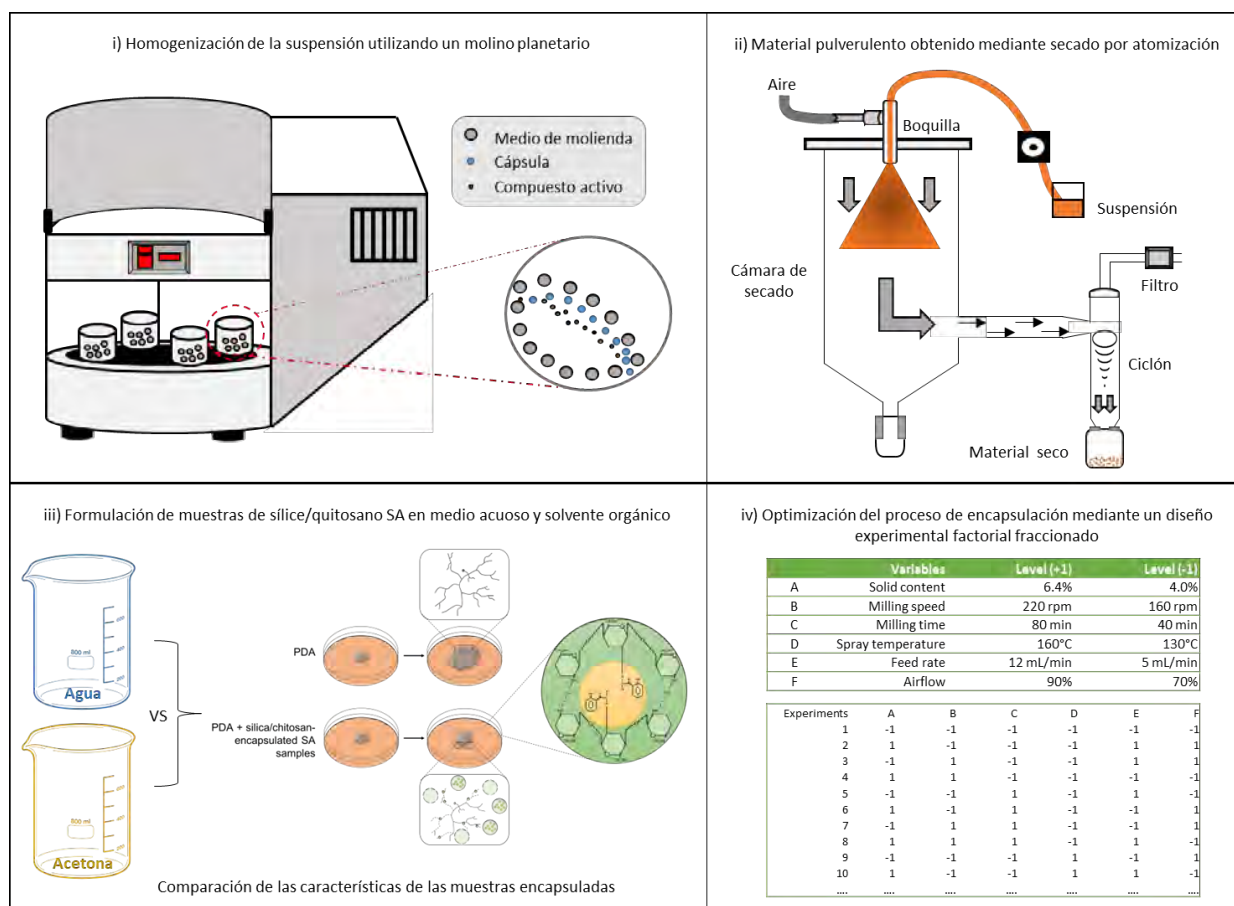 i) Homogenización de la suspensión utilizando un molino planetario
Medio de molienda
Cápsula
Compuesto activo
ii) Material pulverulento obtenido mediante secado por atomización
Aire
Boquilla
Suspensión
Cámara de
secado
Filtro
Ciclón
Material seco
iii) Formulación de muestras de sílice/quitosano SA en medio acuoso y solvente orgánico
Agua
VS
Acetona
PDA
PDA + silica/chitosan-
encapsulated SA
samples
Comparación de las características de las muestras encapsuladas
iv) Optimización del proceso de encapsulación mediante un diseño
experimental factorial fraccionado
Variables Level (+1) Level (-1)
A Solid content 6.4% 4.0%
B Milling speed 220 rpm 160 rpm
C Milling time 80 min 40 min
D Spray temperature 160°C 130°C
E Feed rate 12 mL/min 5 mL/min
F Airflow 90% 70%
Experiments A B C D E F
1 -1 -1 -1 -1 -1 -1
2 1 -1 -1 -1 1 1
3 -1 1 -1 -1 1 1
4 1 1 -1 -1 -1 -1
5 -1 -1 1 -1 1 -1
6 1 -1 1 -1 -1 1
7 -1 1 1 -1 -1 1
8 1 1 1 -1 1 -1
9 -1 -1 -1 1 -1 1
10 1 -1 -1 1 1 -1
.... .... .... .... .... .... ....